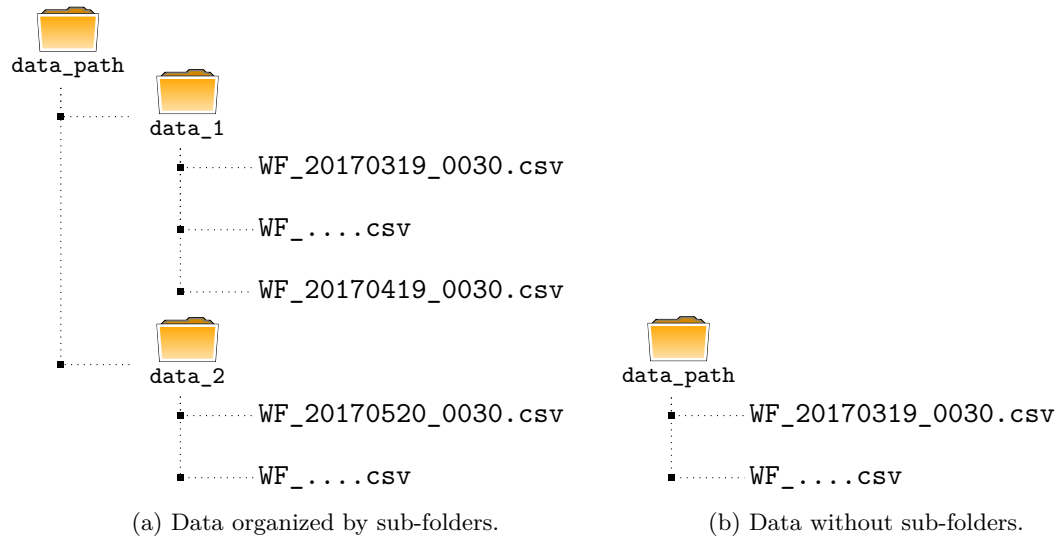 data_path
data_1
WF_20170319_0030.csv
WF_....csv
WF_20170419_0030.csv
data_2
WF_20170520_0030.csv
WF_....csv
(a) Data organized by sub-folders.
data_path
WF_20170319_0030.csv
WF_....csv
(b) Data without sub-folders.